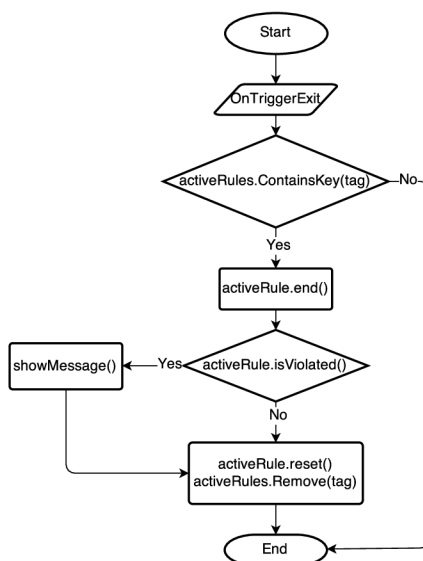 Start
OnTriggerExit
activeRules.ContainsKey(tag)
No
Yes
activeRule.end()
showMessage()
Yes
activeRule.isViolated()
No
activeRule.reset()
activeRules.Remove(tag)
End